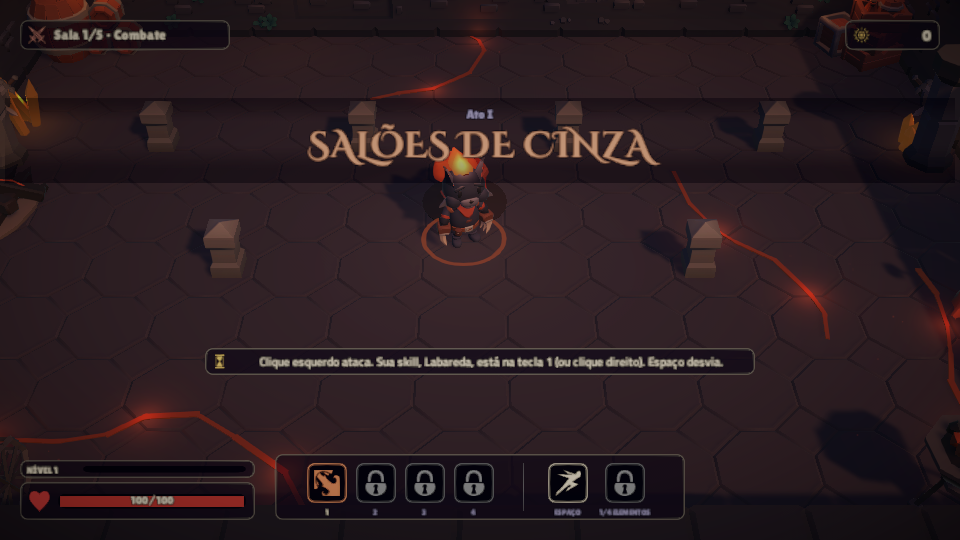 Sala 1/5 - Combate
0
Ato I
SALÕES DE CINZA
Clique esquerdo ataca. Sua skill, Labareda, está na tecla 1 (ou clique direito). Espaço desvia.
NÍVEL 1
100/100
1
2
3
4
ESPAÇO
1/4 ELEMENTOS